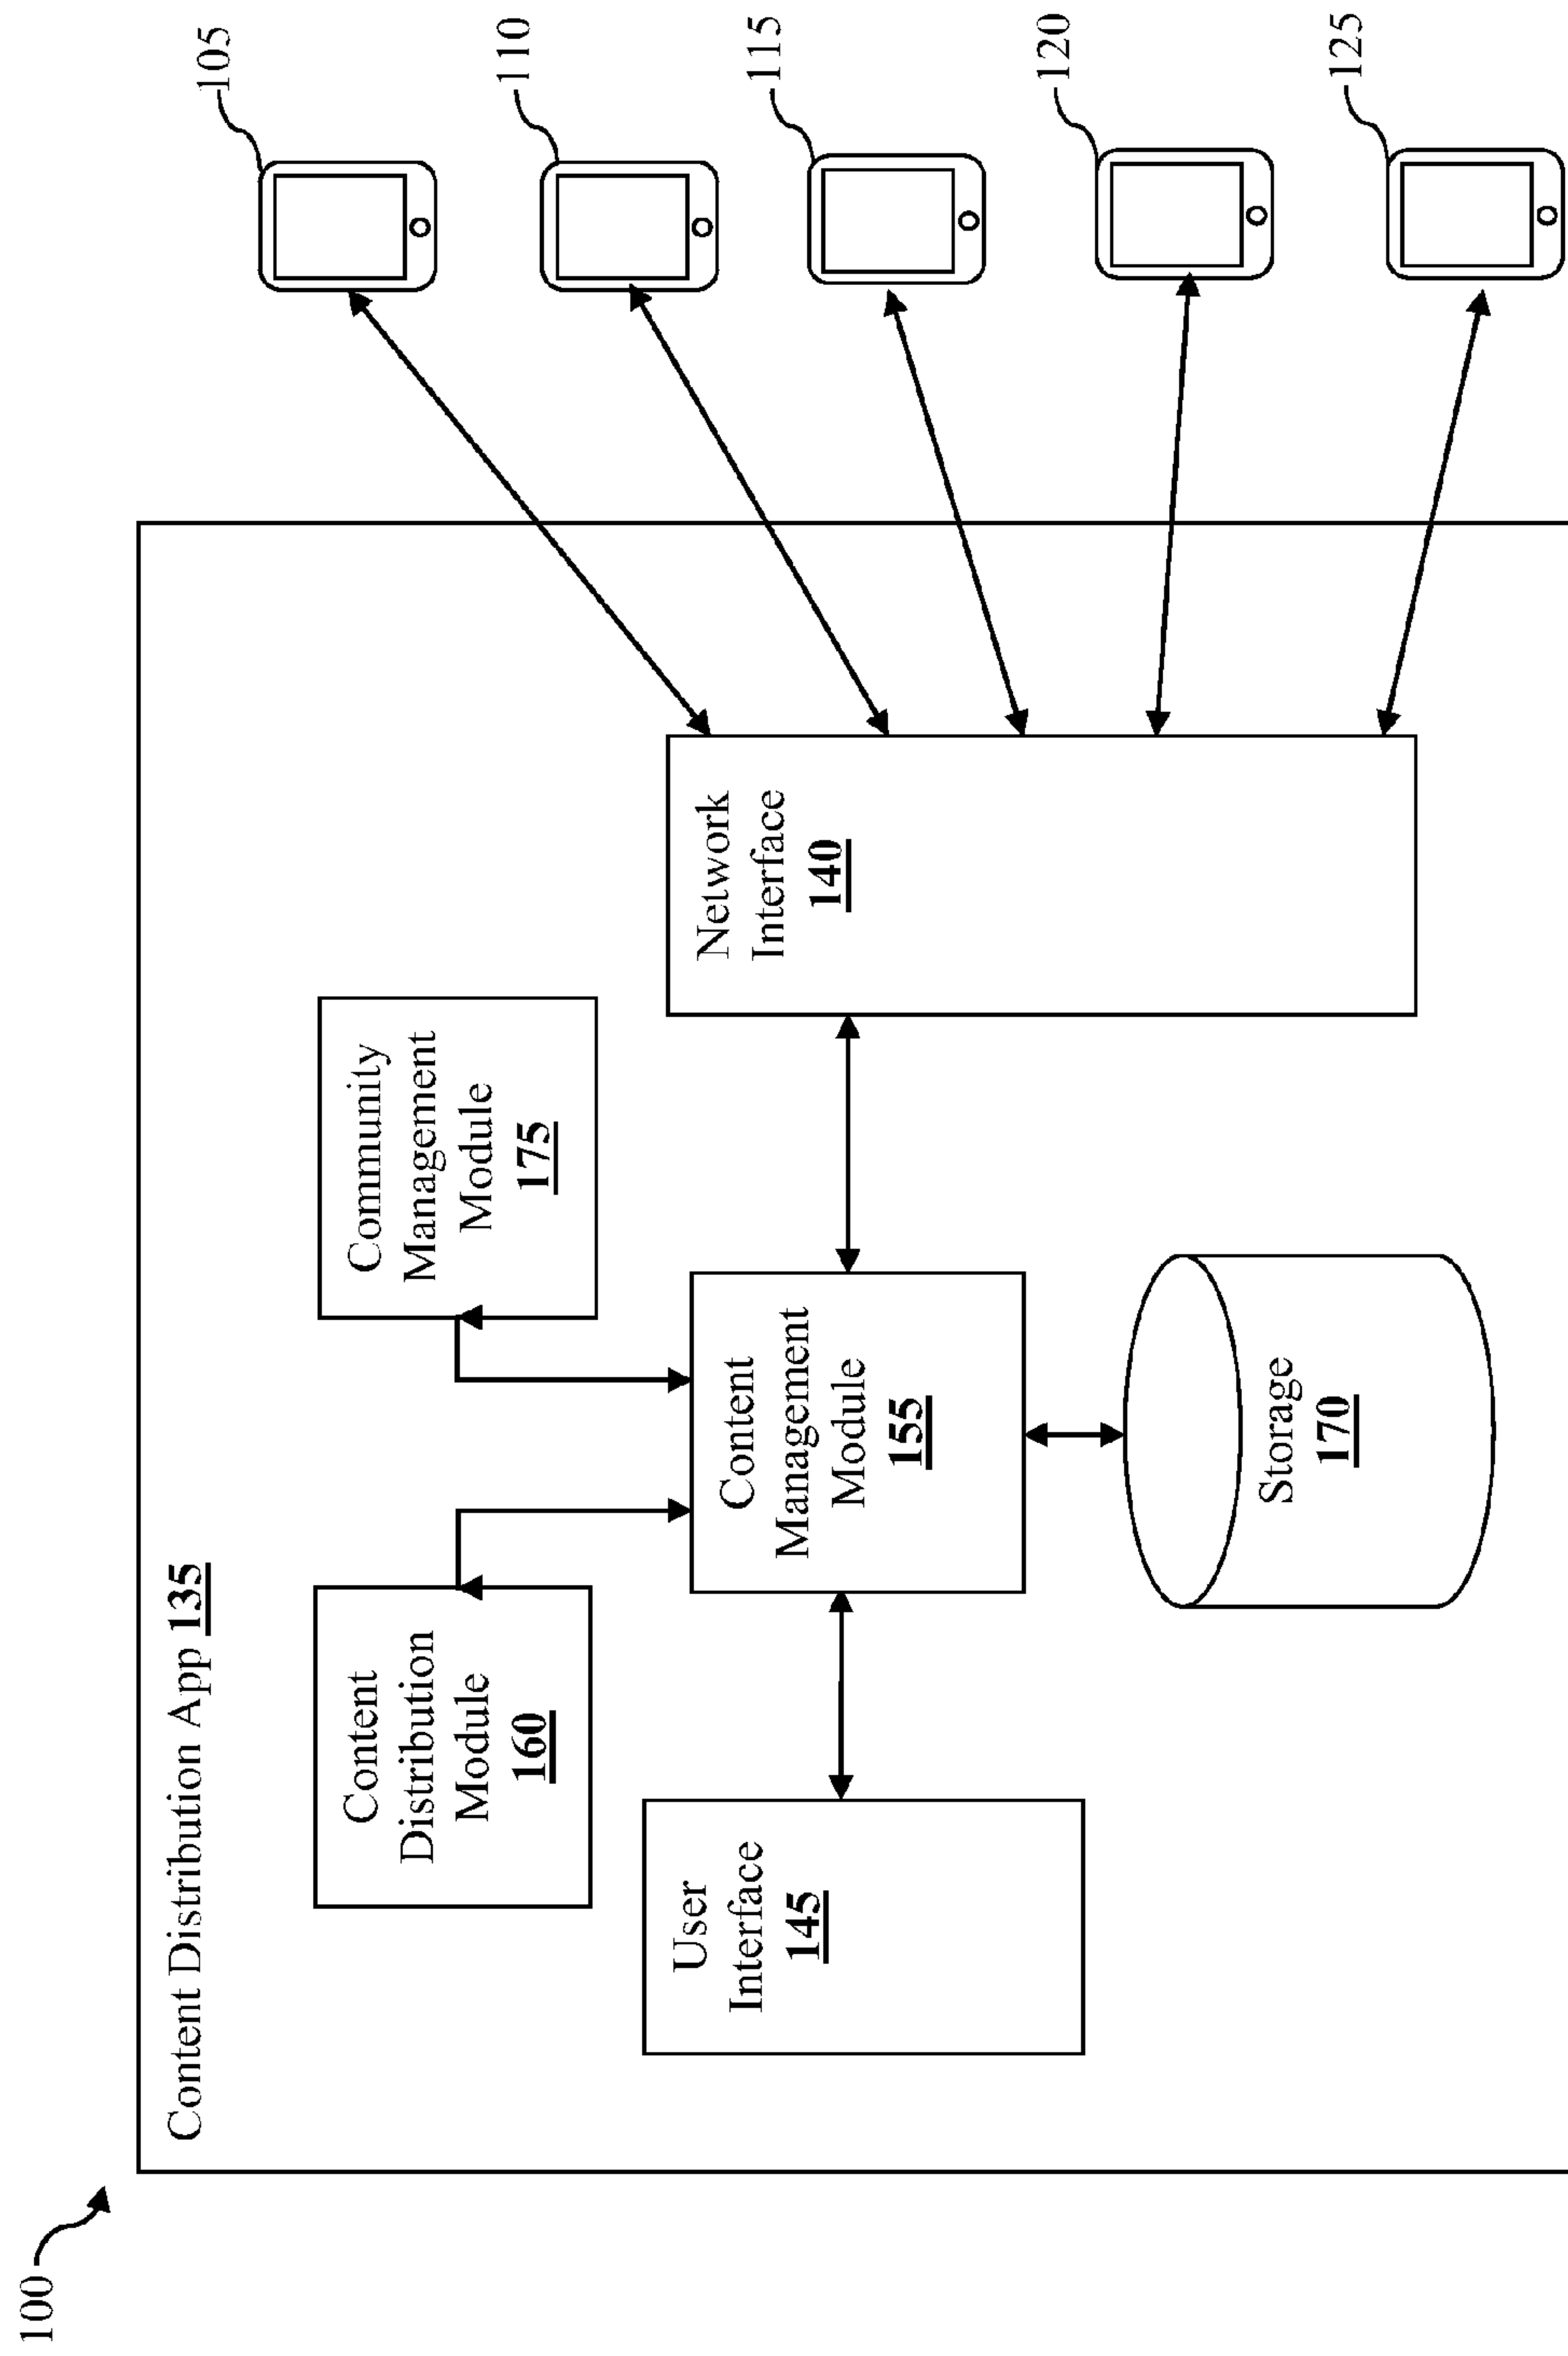 100
Content Distribution App 135
Content
Distribution
Module
160
Community
Management
Module
175
User
Interface
145
Content
Management
Module
155
Network
Interface
140
Storage
170
105
110
115
120
125